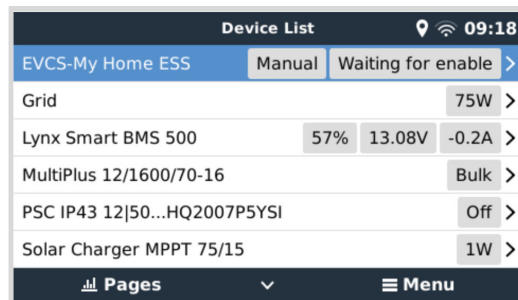 Device List 09:18
EVCS-My Home ESS Manual Waiting for enable
Grid 75W
Lynx Smart BMS 500 57% 13.08V -0.2A
MultiPlus 12/1600/70-16 Bulk
PSC IP43 12|50...HQ2007P5YSI Off
Solar Charger MPPT 75/15 1W
Pages Menu